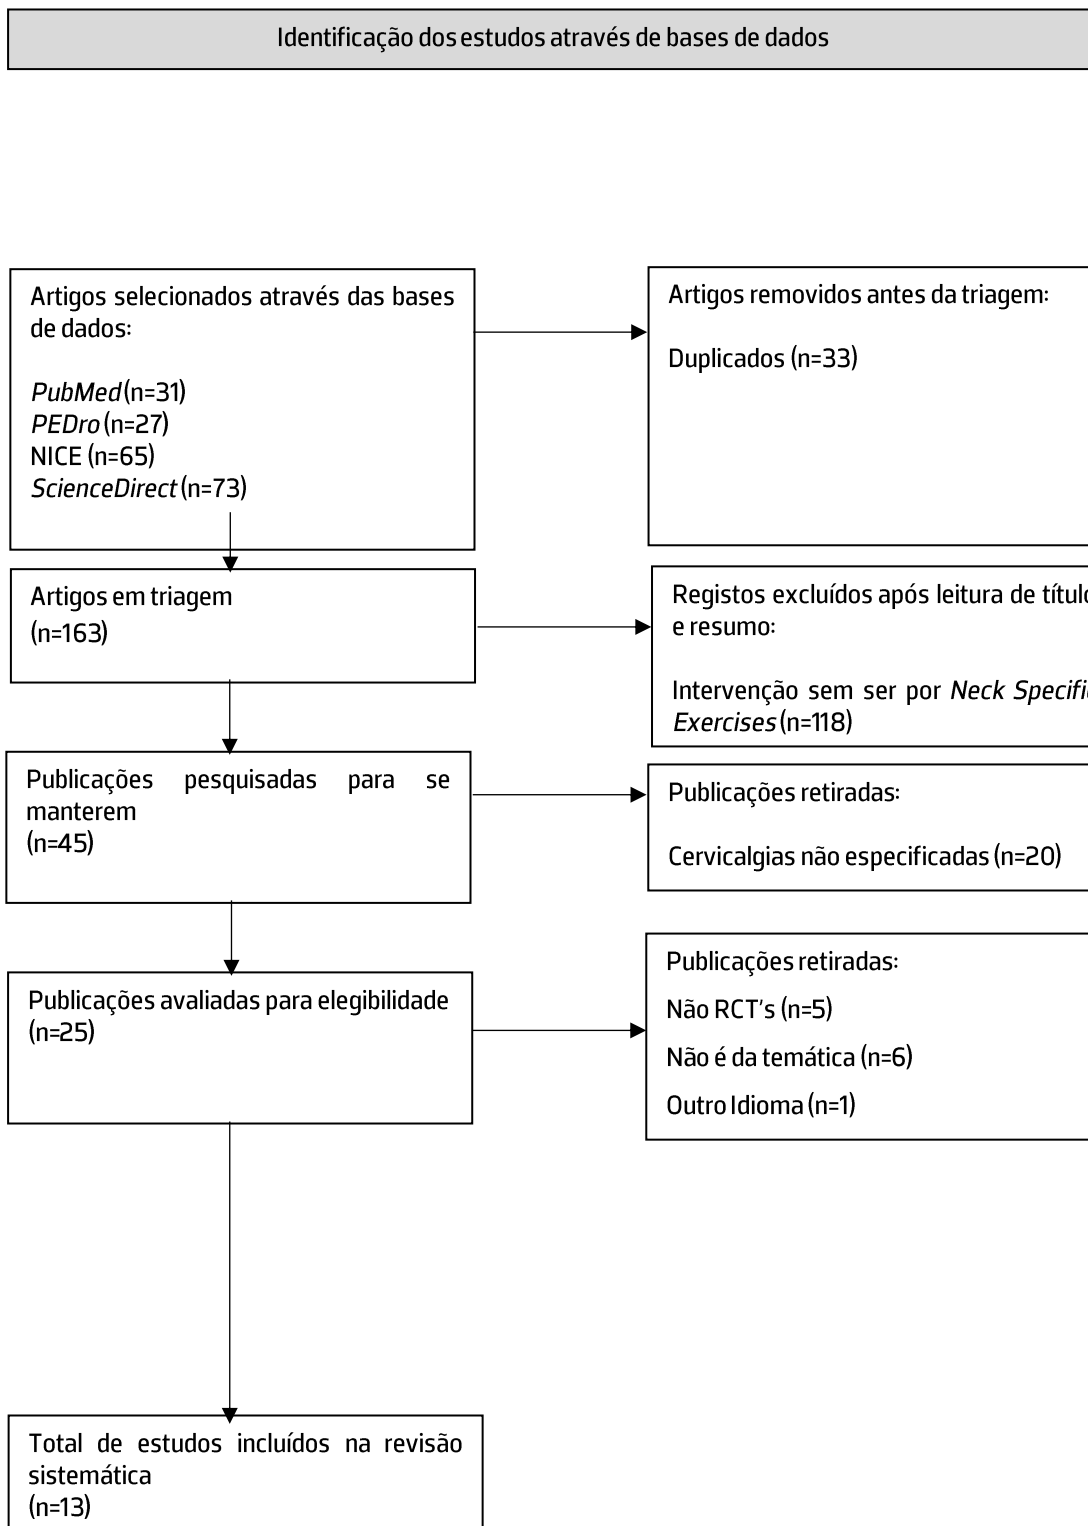 Identificação dos estudos através de bases de dados
Artigos selecionados através das bases
de dados:
PubMed (n=31)
PEDro (n=27)
NICE (n=65)
ScienceDirect (n=73)
Artigos removidos antes da triagem:
Duplicados (n=33)
Artigos em triagem
(n=163)
Registos excluídos após leitura de título
e resumo:
Intervenção sem ser por Neck Specific
Exercises (n=118)
Publicações pesquisadas para se
manterem
(n=45)
Publicações retiradas:
Cervicalgias não especificadas (n=20)
Publicações avaliadas para elegibilidade
(n=25)
Publicações retiradas:
Não RCT's (n=5)
Não é da temática (n=6)
Outro Idioma (n=1)
Total de estudos incluídos na revisão
sistemática
(n=13)